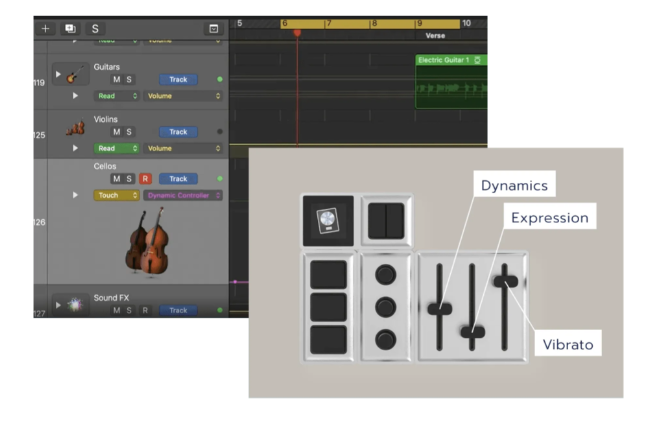 S
5 6 7 8 9 10
Verse
Volume
Guitars
119
M S Track
Read Volume
Electric Guitar 1
Violins
125
M S Track
Read Volume
Cellos
M S R Track
Touch Dynamic Controller
126
Sound FX
127
M S R Track
Dynamics
Expression
Vibrato